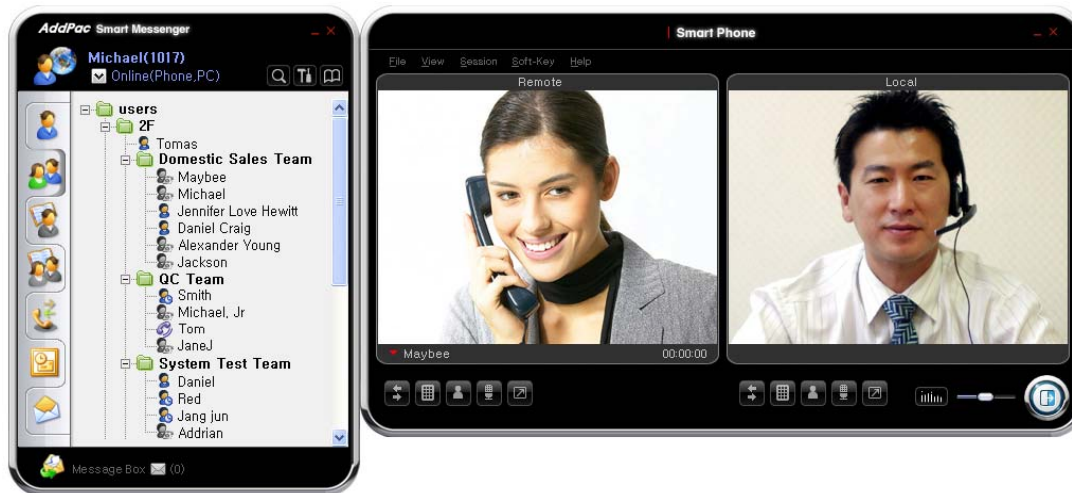 AddPac Smart Messenger
Michael(1017)
Online(Phone,PC)
users
2F
Tomas
Domestic Sales Team
Maybee
Michael
Jennifer Love Hewitt
Daniel Craig
Alexander Young
Jackson
QC Team
Smith
Michael, Jr
Tom
JaneJ
System Test Team
Daniel
Red
Jang jun
Addrian
Message Box (0)
Smart Phone
File View Session Soft-Key Help
Remote
Local
Maybee 00:00:00